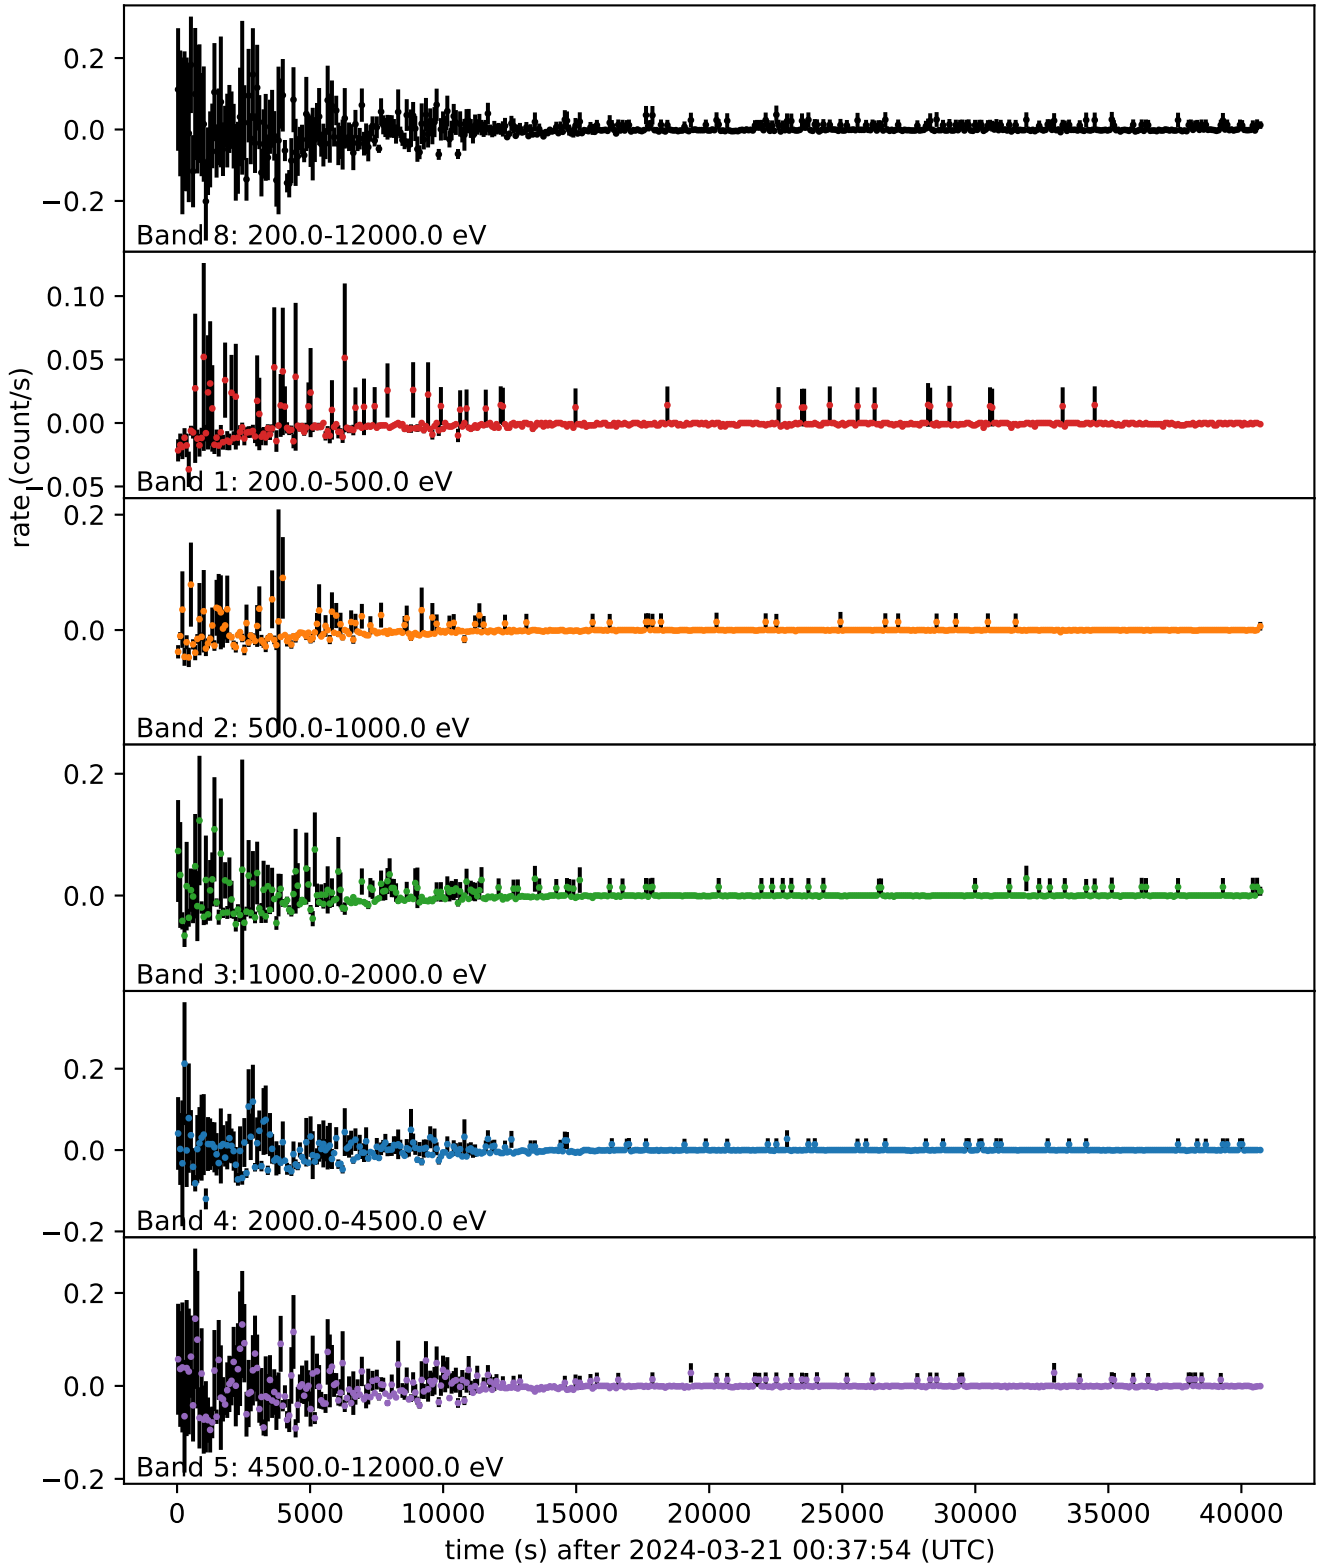 0.2
0.0
−0.2
Band 8: 200.0-12000.0 eV
0.10
0.05
0.00
−0.05
Band 1: 200.0-500.0 eV
rate (count/s)
0.2
0.0
Band 2: 500.0-1000.0 eV
0.2
0.0
Band 3: 1000.0-2000.0 eV
0.2
0.0
−0.2
Band 4: 2000.0-4500.0 eV
0.2
0.0
−0.2
Band 5: 4500.0-12000.0 eV
0 5000 10000 15000 20000 25000 30000 35000 40000
time (s) after 2024-03-21 00:37:54 (UTC)